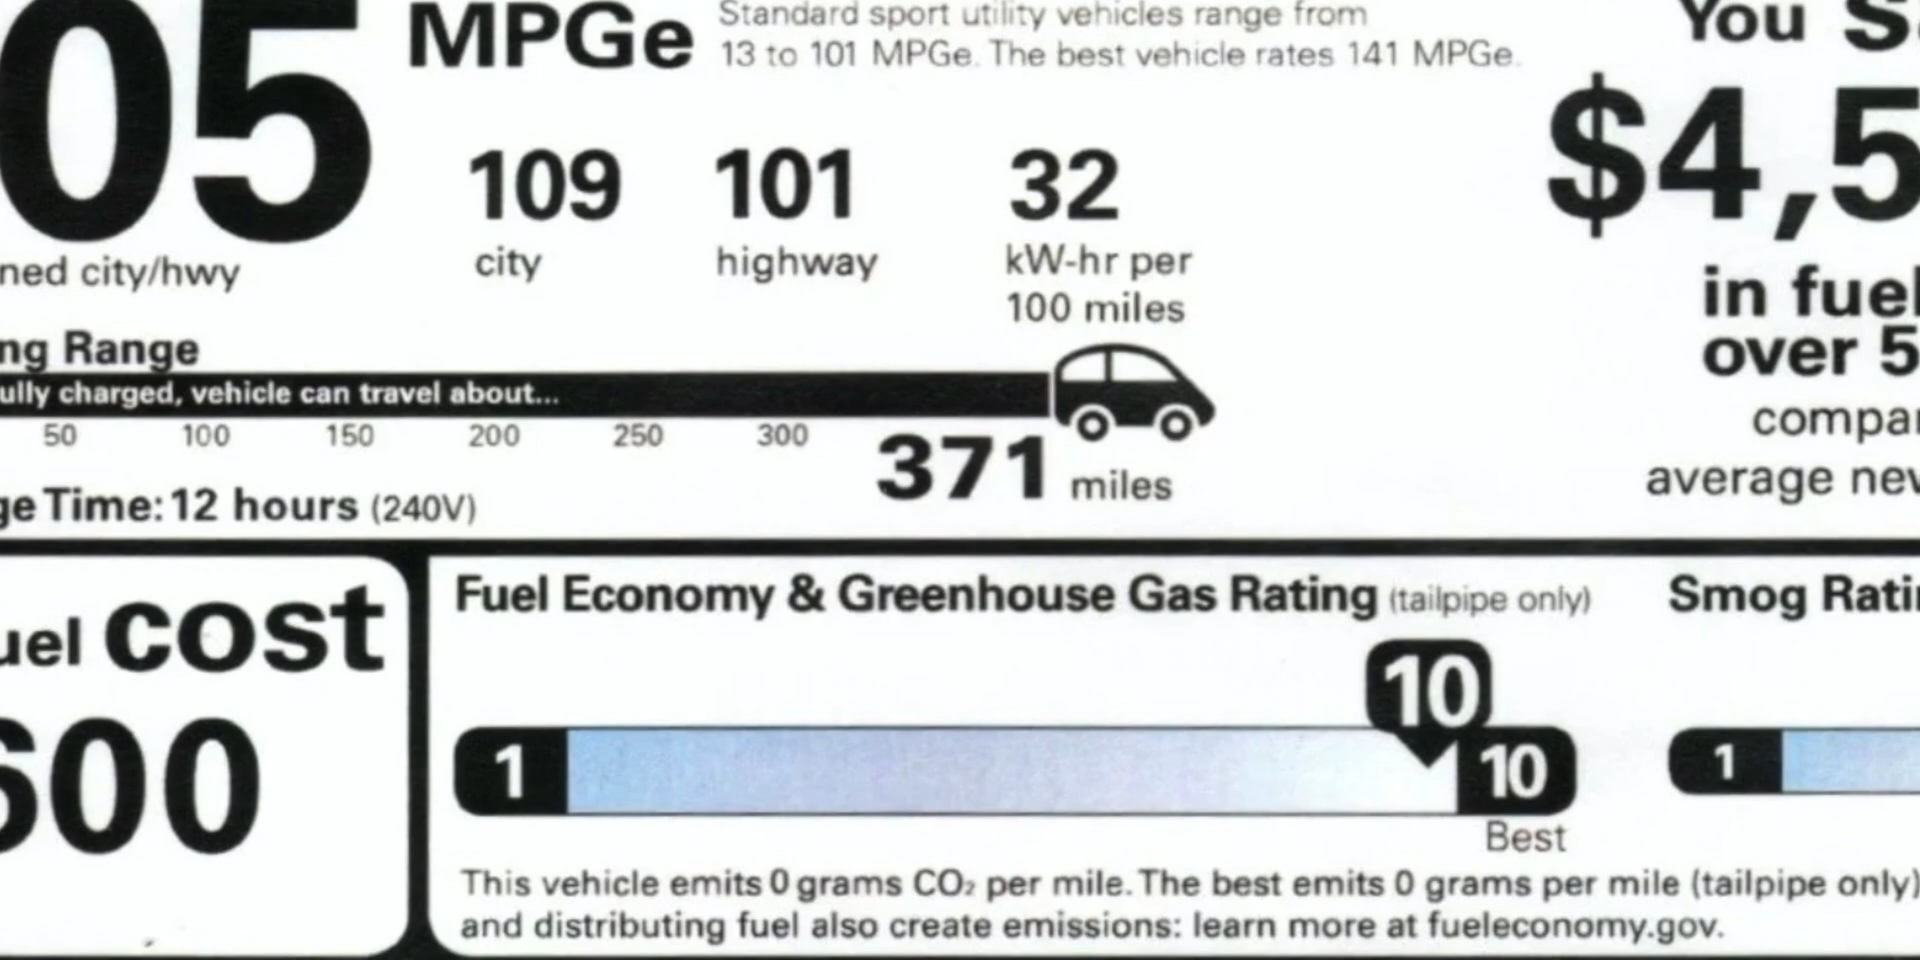 05 MPGe Standard sport utility vehicles range from
13 to 101 MPGe. The best vehicle rates 141 MPGe.
You
$4,5
109 101 32
ned city/hwy city highway kW-hr per
100 miles
in fuel
over 5
ng Range
ully charged, vehicle can travel about...
50 100 150 200 250 300
371 miles
compar
average new
ge Time: 12 hours (240V)
uel cost
600
Fuel Economy & Greenhouse Gas Rating (tailpipe only)
10
1 10
Best
Smog Ratin
1
This vehicle emits 0 grams CO₂ per mile. The best emits 0 grams per mile (tailpipe only)
and distributing fuel also create emissions: learn more at fueleconomy.gov.